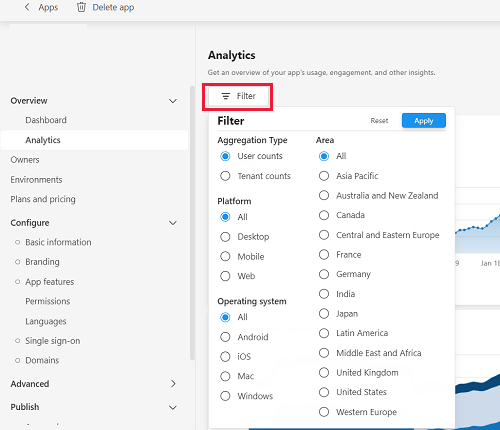 Apps
Delete app
Analytics
Get an overview of your app's usage, engagement, and other insights.
Filter
Overview
Dashboard
Analytics
Owners
Environments
Plans and pricing
Configure
Basic information
Branding
App features
Permissions
Languages
Single sign-on
Domains
Advanced
Publish
Filter
Reset
Apply
Aggregation Type
User counts
Tenant counts
Platform
All
Desktop
Mobile
Web
Operating system
All
Android
iOS
Mac
Windows
Area
All
Asia Pacific
Australia and New Zealand
Canada
Central and Eastern Europe
France
Germany
India
Japan
Latin America
Middle East and Africa
United Kingdom
United States
Western Europe
9
Jan 18